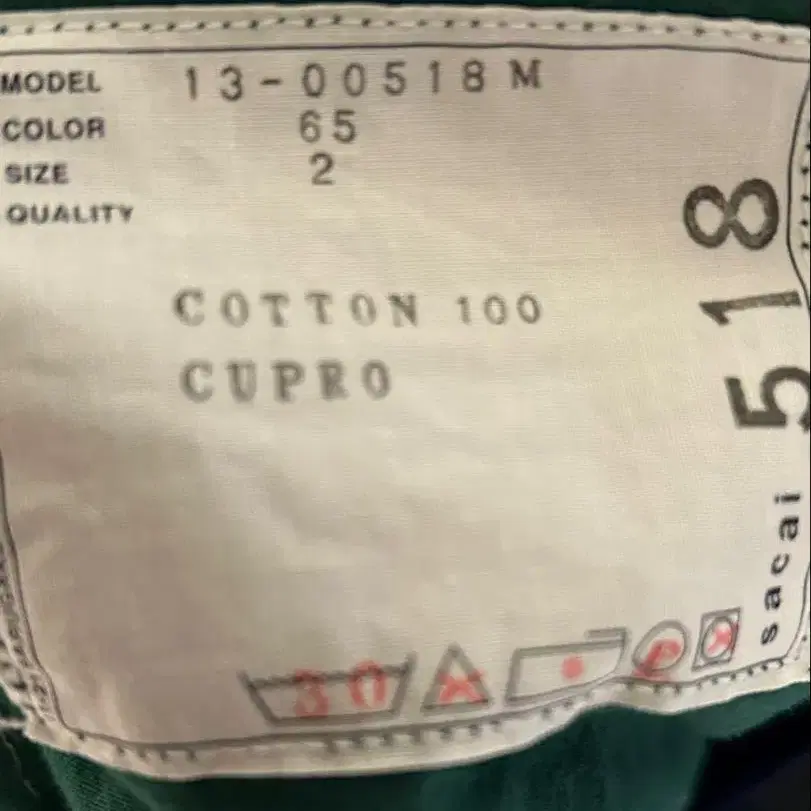 MODEL 13-00518 M
COLOR 65
SIZE 2
QUALITY
COTTON 100
CUPRO
30 P
sacai 518